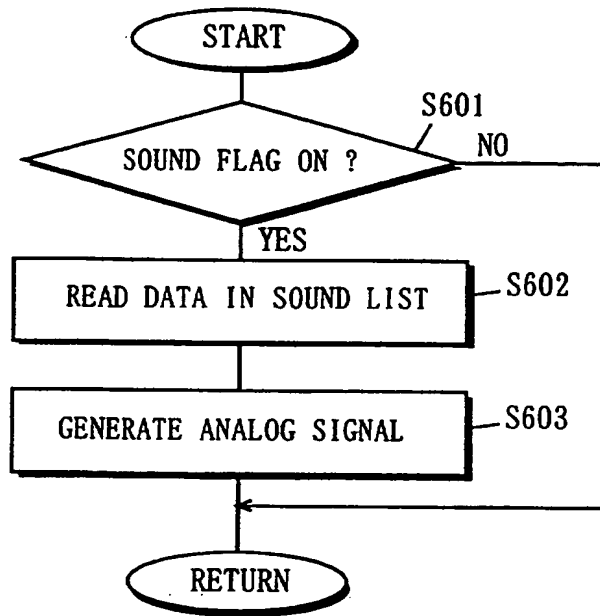 START
S601
SOUND FLAG ON ?
NO
YES
READ DATA IN SOUND LIST
S602
GENERATE ANALOG SIGNAL
S603
RETURN